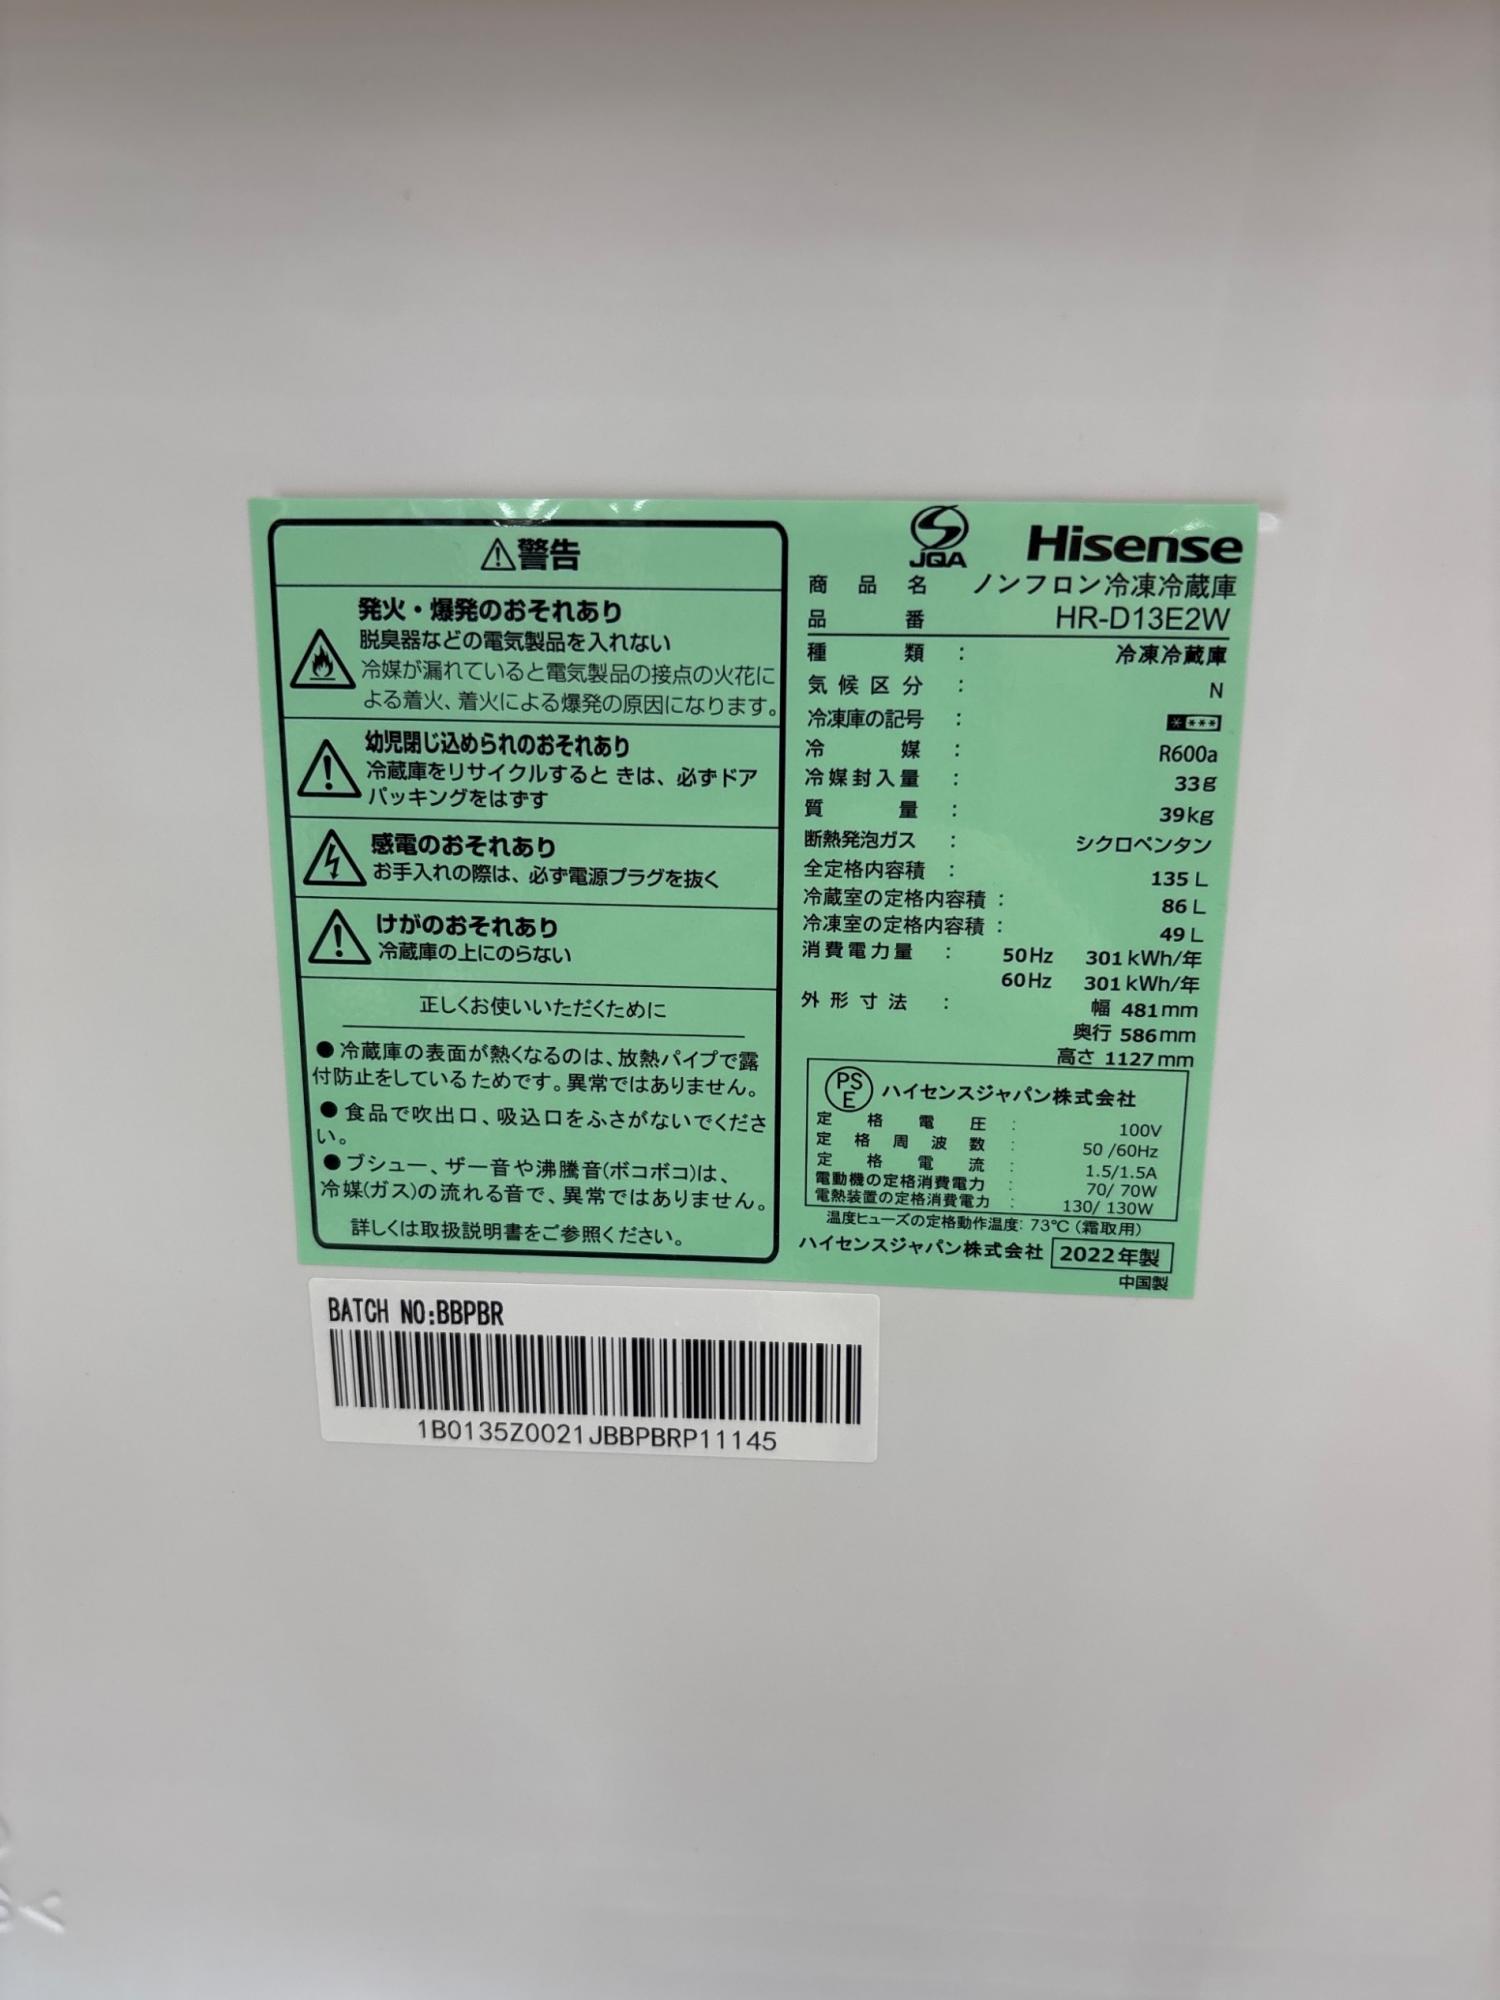 警告
発火・爆発のおそれあり
脱臭器などの電気製品を入れない
冷媒が漏れていると電気製品の接点の火花に
よる着火、着火による爆発の原因になります。
幼児閉じ込められのおそれあり
冷蔵庫をリサイクルするときは、必ずドア
パッキングをはずす
感電のおそれあり
お手入れの際は、必ず電源プラグを抜く
けがのおそれあり
冷蔵庫の上にのらない
正しくお使いいただくために
●冷蔵庫の表面が熱くなるのは、放熱パイプで露
付防止をしているためです。異常ではありません。
●食品で吹出口、吸込口をふさがないでくださ
い。
●ブシュー、ザー音や沸騰音(ボコボコ)は、
冷媒(ガス)の流れる音で、異常ではありません。
詳しくは取扱説明書をご参照ください。
JQA Hisense
商品名 ノンフロン冷凍冷蔵庫
品番 HR-D13E2W
種類 : 冷凍冷蔵庫
気候区分 : N
冷凍庫の記号 : * ***
冷媒 : R600a
冷媒封入量 : 33g
質量 : 39kg
断熱発泡ガス : シクロペンタン
全定格内容積 : 135 L
冷蔵室の定格内容積 : 86 L
冷凍室の定格内容積 : 49 L
消費電力量 : 50Hz 301 kWh/年
60Hz 301 kWh/年
外形寸法 : 幅 481mm
奥行 586mm
高さ 1127mm
PSE ハイセンスジャパン株式会社
定格電圧 : 100V
定格周波数 : 50 /60Hz
定格電流 : 1.5/1.5A
電動機の定格消費電力 : 70/ 70W
電熱装置の定格消費電力 : 130/ 130W
温度ヒューズの定格動作温度: 73℃ (霜取用)
ハイセンスジャパン株式会社 2022年製
中国製
BATCH NO:BBPBR
1B0135Z0021JBBPBRP11145